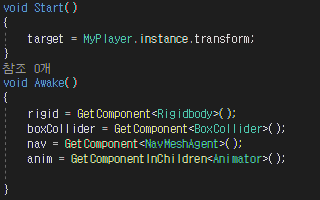 void Start()
{
target = MyPlayer.instance.transform;
}
참조 0개
void Awake()
{
rigid = GetComponent<Rigidbody>();
boxCollider = GetComponent<BoxCollider>();
nav = GetComponent<NavMeshAgent>();
anim = GetComponentInChildren<Animator>();
}